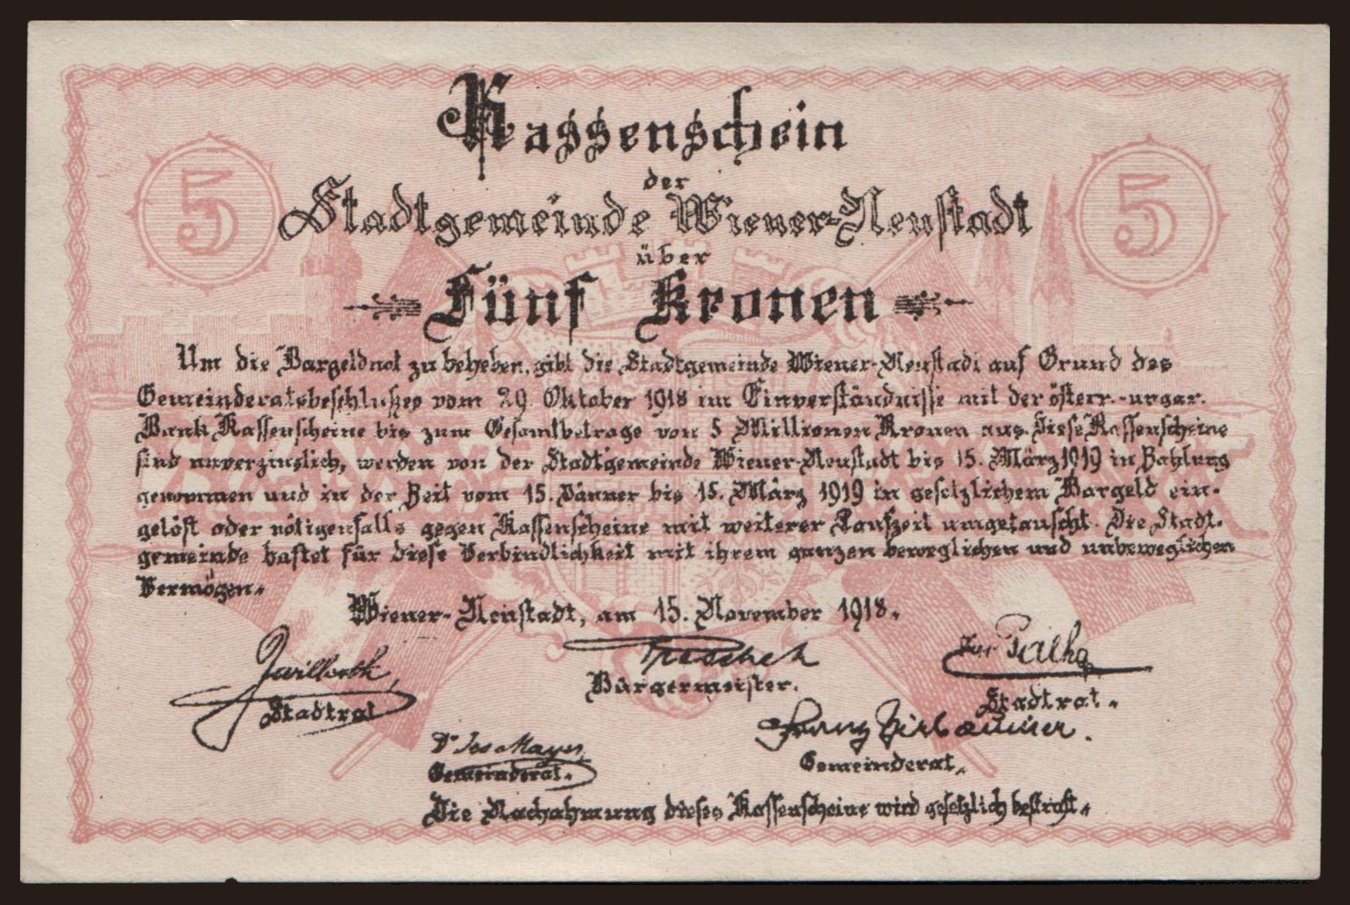 Kassenschein
5
5
der
Stadtgemeinde Wiener-Neustadt
über
Fünf Kronen
Um die Bargeldnot zu beheben, gibt die Stadtgemeinde Wiener-Neustadt auf Grund des
Gemeinderatsbeschlußes vom 29. Oktober 1918 im Einverständnisse mit der österr.-ungar.
Bank Kassenscheine bis zum Gesamtbetrage von 5 Millionen Kronen aus. Diese Kassenscheine
sind unverzinslich, werden von der Stadtgemeinde Wiener-Neustadt bis 15. März 1919 in Zahlung
genommen und in der Zeit vom 15. Jänner bis 15. März 1919 in gesetzlichem Bargeld ein-
gelöst oder nötigenfalls gegen Kassenscheine mit weiterer Laufzeit umgetauscht. Die Stadt-
gemeinde haftet für diese Verbindlichkeit mit ihrem ganzen beweglichen und unbeweglichen
Vermögen.
Wiener-Neustadt, am 15. November 1918.
Stadtrat
Bürgermeister.
Stadtrat.
Dr Jos Mayer
Gemeinderat.
Franz
Gemeinderat.
Die Nachahmung dieses Kassenscheine wird gesetzlich bestraft.